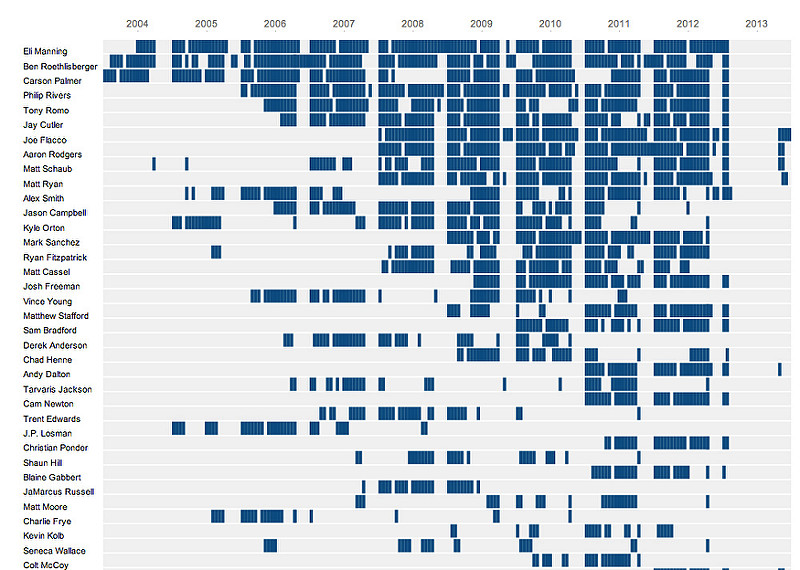 2004 2005 2006 2007 2008 2009 2010 2011 2012 2013
Eli Manning
Ben Roethlisberger
Carson Palmer
Philip Rivers
Tony Romo
Jay Cutler
Joe Flacco
Aaron Rodgers
Matt Schaub
Matt Ryan
Alex Smith
Jason Campbell
Kyle Orton
Mark Sanchez
Ryan Fitzpatrick
Matt Cassel
Josh Freeman
Vince Young
Matthew Stafford
Sam Bradford
Derek Anderson
Chad Henne
Andy Dalton
Tarvaris Jackson
Cam Newton
Trent Edwards
J.P. Losman
Christian Ponder
Shaun Hill
Blaine Gabbert
JaMarcus Russell
Matt Moore
Charlie Frye
Kevin Kolb
Seneca Wallace
Colt McCoy